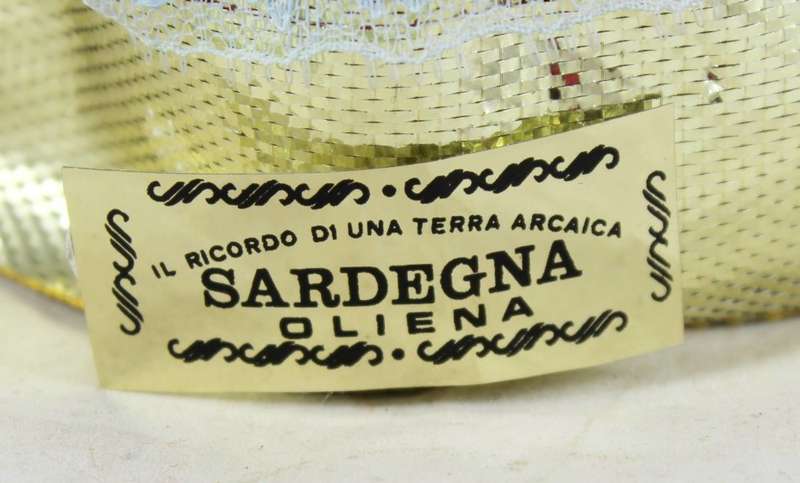 IL RICORDO DI UNA TERRA ARCAICA
SARDEGNA
OLIENA